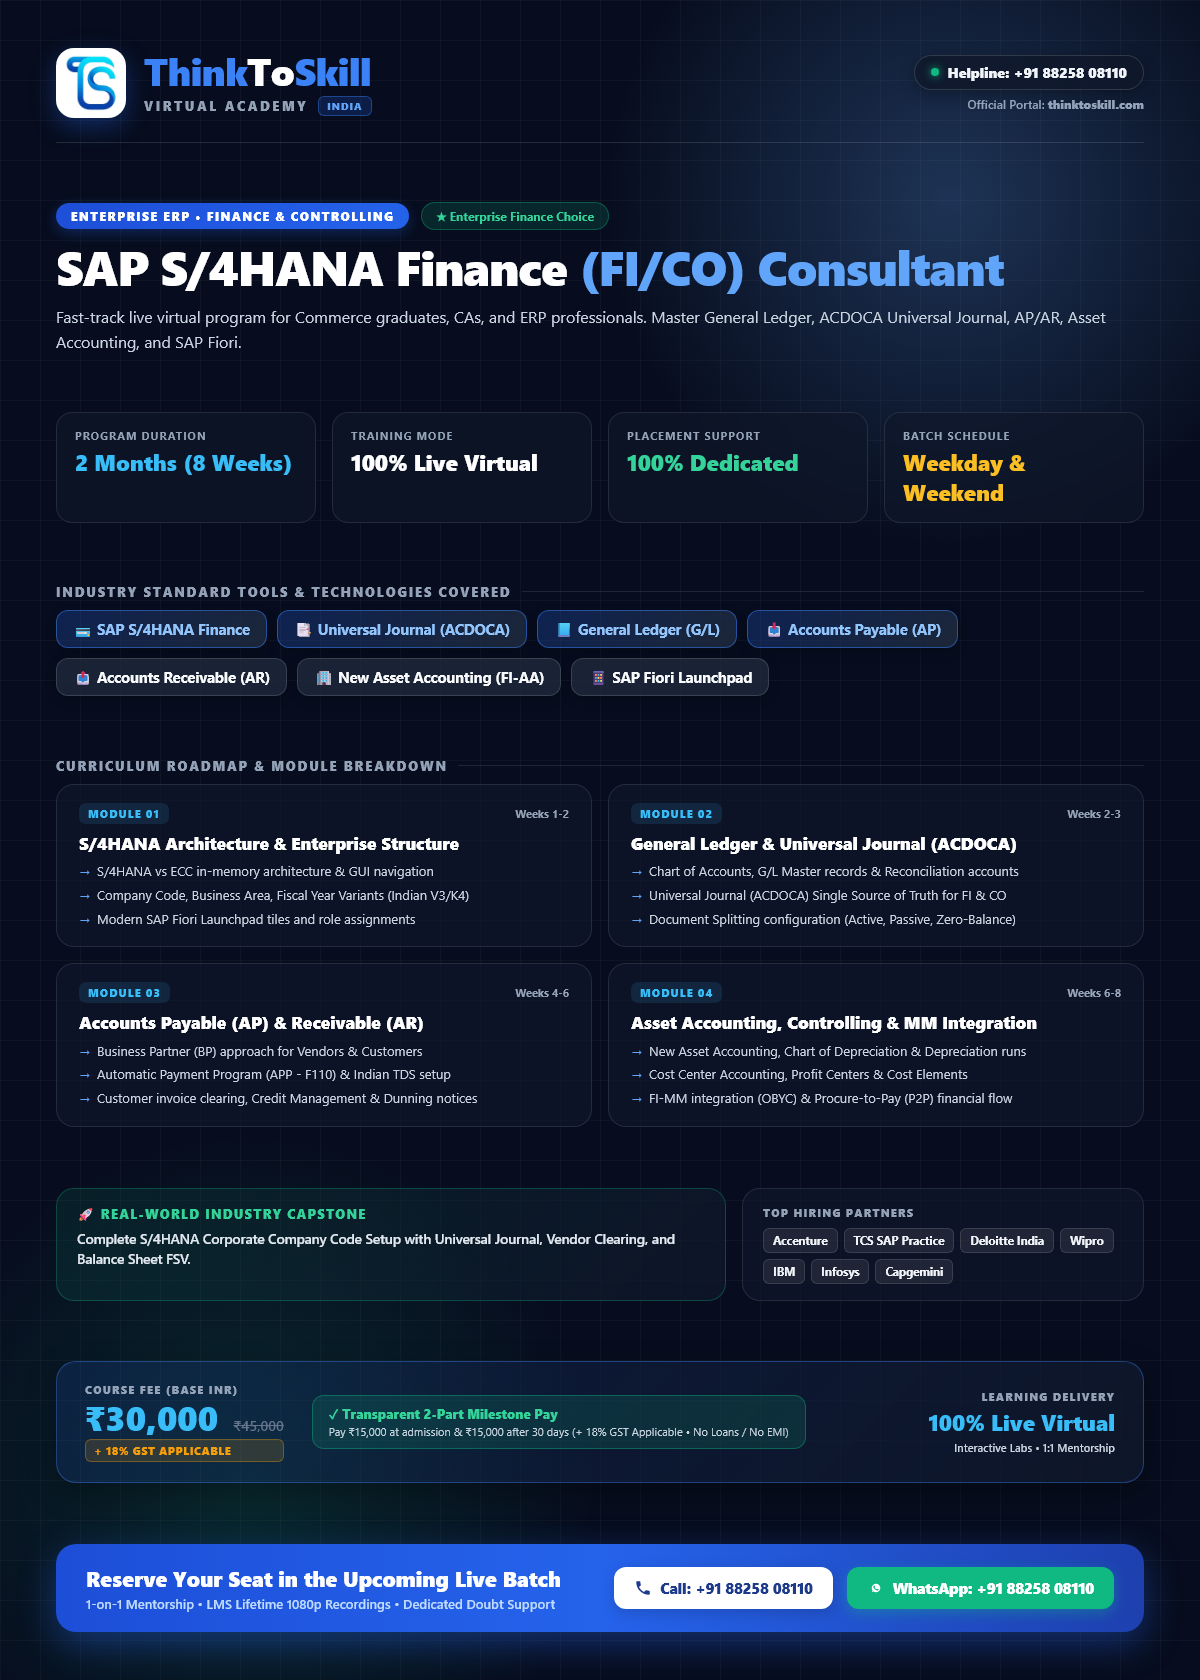 TS
ThinkToSkill
VIRTUAL ACADEMY INDIA
Helpline: +91 88258 08110
Official Portal: thinktoskill.com
ENTERPRISE ERP • FINANCE & CONTROLLING
★ Enterprise Finance Choice
SAP S/4HANA Finance (FI/CO) Consultant
Fast-track live virtual program for Commerce graduates, CAs, and ERP professionals. Master General Ledger, ACDOCA Universal Journal, AP/AR, Asset
Accounting, and SAP Fiori.
PROGRAM DURATION
2 Months (8 Weeks)
TRAINING MODE
100% Live Virtual
PLACEMENT SUPPORT
100% Dedicated
BATCH SCHEDULE
Weekday &
Weekend
INDUSTRY STANDARD TOOLS & TECHNOLOGIES COVERED
SAP S/4HANA Finance
Universal Journal (ACDOCA)
General Ledger (G/L)
Accounts Payable (AP)
Accounts Receivable (AR)
New Asset Accounting (FI-AA)
SAP Fiori Launchpad
CURRICULUM ROADMAP & MODULE BREAKDOWN
MODULE 01 Weeks 1-2
S/4HANA Architecture & Enterprise Structure
→ S/4HANA vs ECC in-memory architecture & GUI navigation
→ Company Code, Business Area, Fiscal Year Variants (Indian V3/K4)
→ Modern SAP Fiori Launchpad tiles and role assignments
MODULE 02 Weeks 2-3
General Ledger & Universal Journal (ACDOCA)
→ Chart of Accounts, G/L Master records & Reconciliation accounts
→ Universal Journal (ACDOCA) Single Source of Truth for FI & CO
→ Document Splitting configuration (Active, Passive, Zero-Balance)
MODULE 03 Weeks 4-6
Accounts Payable (AP) & Receivable (AR)
→ Business Partner (BP) approach for Vendors & Customers
→ Automatic Payment Program (APP - F110) & Indian TDS setup
→ Customer invoice clearing, Credit Management & Dunning notices
MODULE 04 Weeks 6-8
Asset Accounting, Controlling & MM Integration
→ New Asset Accounting, Chart of Depreciation & Depreciation runs
→ Cost Center Accounting, Profit Centers & Cost Elements
→ FI-MM integration (OBYC) & Procure-to-Pay (P2P) financial flow
🚀 REAL-WORLD INDUSTRY CAPSTONE
Complete S/4HANA Corporate Company Code Setup with Universal Journal, Vendor Clearing, and
Balance Sheet FSV.
TOP HIRING PARTNERS
Accenture TCS SAP Practice Deloitte India Wipro
IBM Infosys Capgemini
COURSE FEE (BASE INR)
₹30,000 ₹45,000
+ 18% GST APPLICABLE
✓ Transparent 2-Part Milestone Pay
Pay ₹15,000 at admission & ₹15,000 after 30 days (+ 18% GST Applicable • No Loans / No EMI)
LEARNING DELIVERY
100% Live Virtual
Interactive Labs • 1:1 Mentorship
Reserve Your Seat in the Upcoming Live Batch
1-on-1 Mentorship • LMS Lifetime 1080p Recordings • Dedicated Doubt Support
Call: +91 88258 08110
WhatsApp: +91 88258 08110